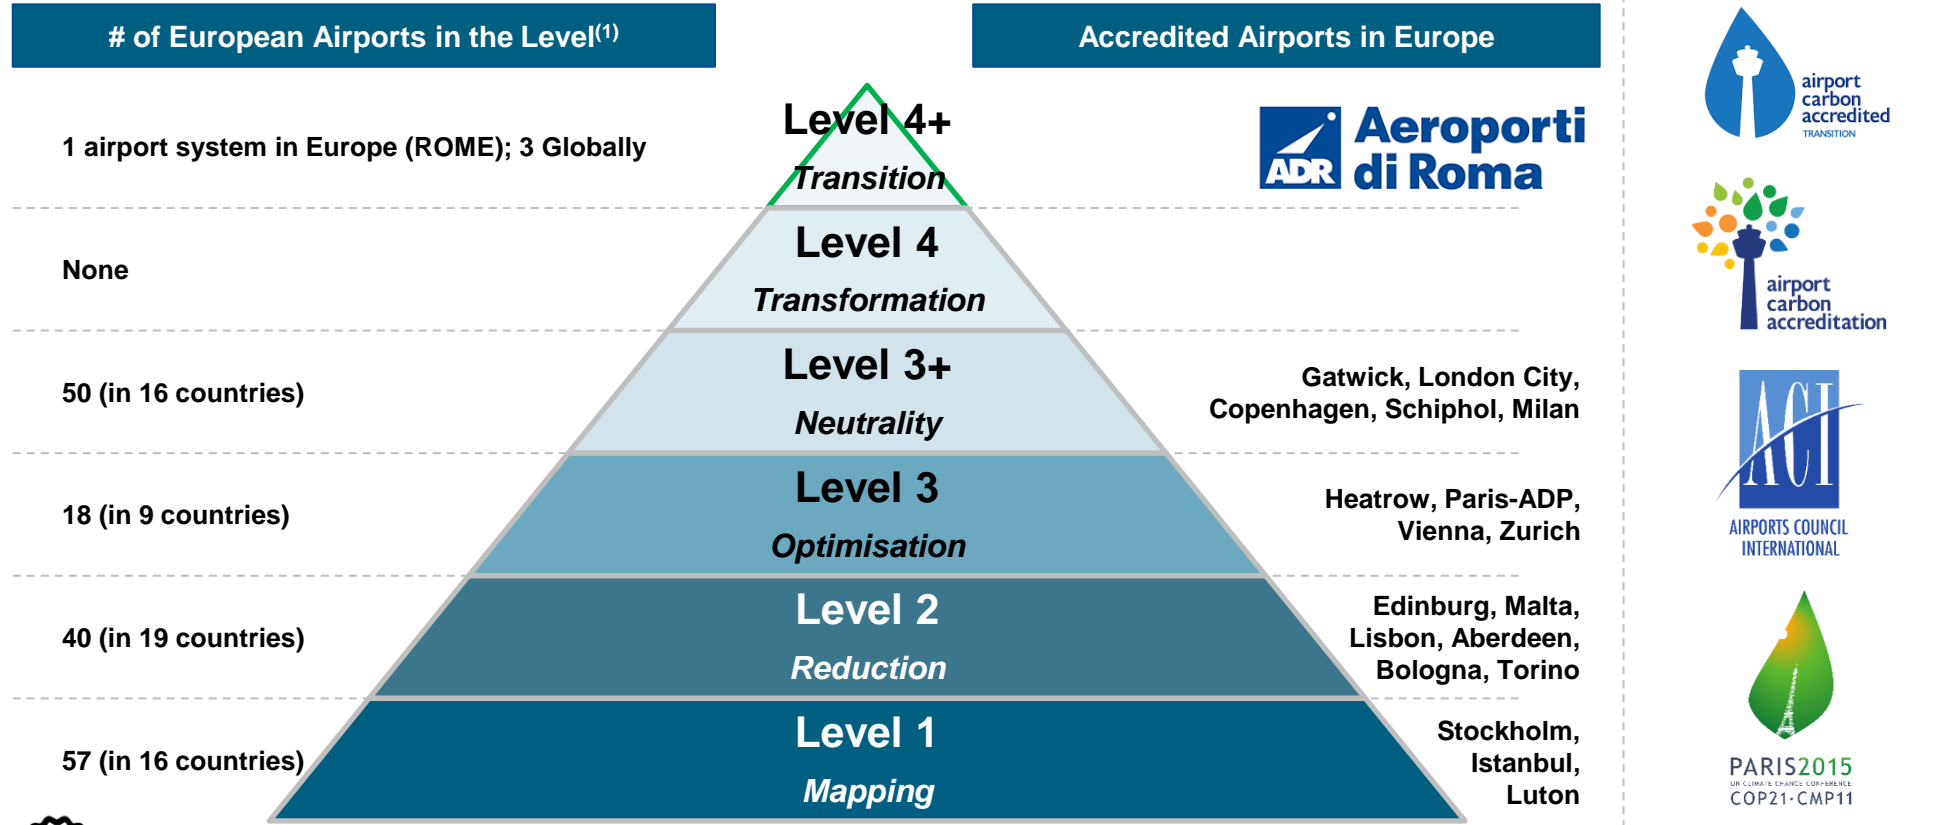 # of European Airports in the Level(1)
Accredited Airports in Europe
1 airport system in Europe (ROME); 3 Globally
Level 4+
Transition
ADR
Aeroporti
di Roma
None
Level 4
Transformation
50 (in 16 countries)
Level 3+
Neutrality
Gatwick, London City,
Copenhagen, Schiphol, Milan
18 (in 9 countries)
Level 3
Optimisation
Heatrow, Paris-ADP,
Vienna, Zurich
40 (in 19 countries)
Level 2
Reduction
Edinburg, Malta,
Lisbon, Aberdeen,
Bologna, Torino
57 (in 16 countries)
Level 1
Mapping
Stockholm,
Istanbul,
Luton
airport
carbon
accredited
TRANSITION
airport
carbon
accreditation
ACI
AIRPORTS COUNCIL
INTERNATIONAL
PARIS2015
UN CLIMATE CHANGE CONFERENCE
COP21·CMP11